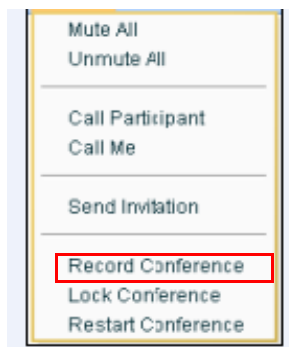 Mute All
Unmute All
Call Participant
Call Me
Send Invitation
Record Conference
Lock Conference
Restart Conference